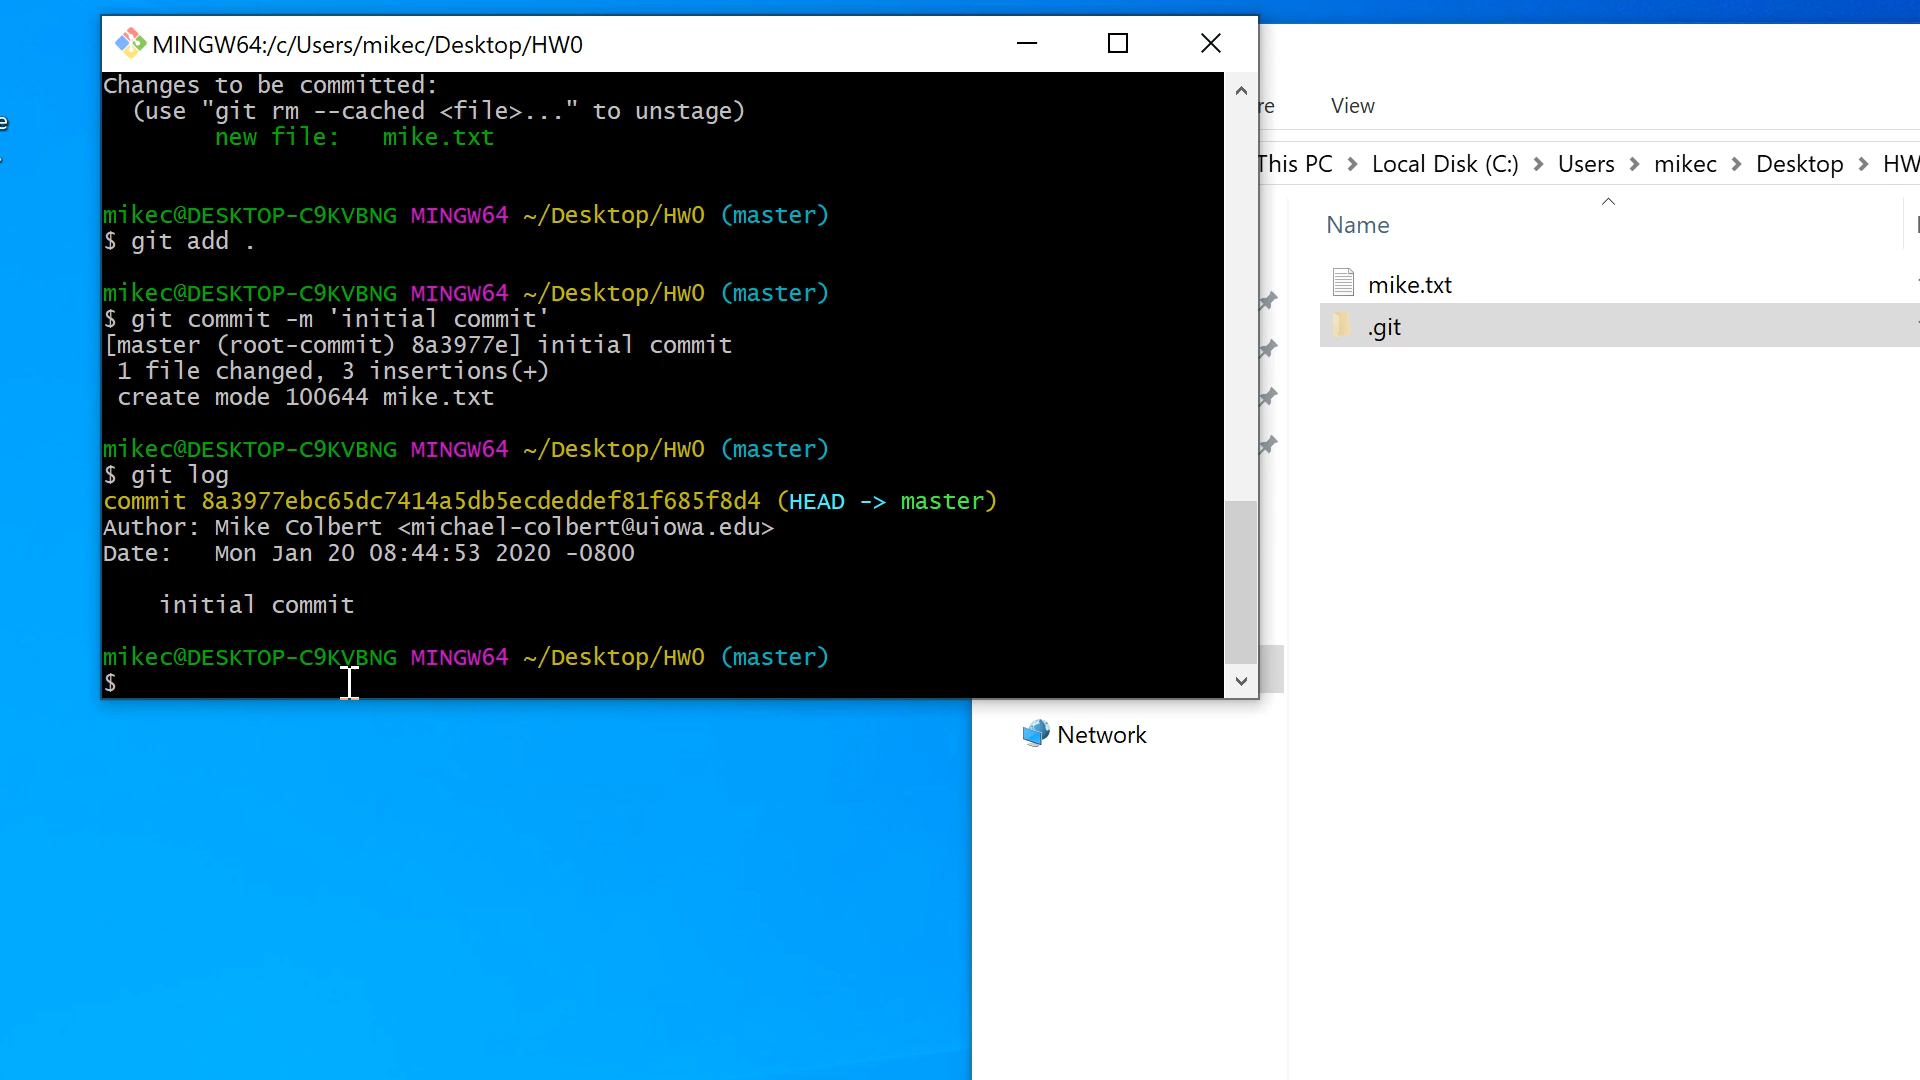 MINGW64:/c/Users/mikec/Desktop/HW0
Changes to be committed:
(use "git rm --cached <file>..." to unstage)
new file: mike.txt
mikec@DESKTOP-C9KVBNG MINGW64 ~/Desktop/HW0 (master)
$ git add .
mikec@DESKTOP-C9KVBNG MINGW64 ~/Desktop/HW0 (master)
$ git commit -m 'initial commit'
[master (root-commit) 8a3977e] initial commit
1 file changed, 3 insertions(+)
create mode 100644 mike.txt
mikec@DESKTOP-C9KVBNG MINGW64 ~/Desktop/HW0 (master)
$ git log
commit 8a3977ebc65dc7414a5db5ecdeddef81f685f8d4 (HEAD -> master)
Author: Mike Colbert <michael-colbert@uiowa.edu>
Date: Mon Jan 20 08:44:53 2020 -0800
initial commit
mikec@DESKTOP-C9KVBNG MINGW64 ~/Desktop/HW0 (master)
$
View
This PC > Local Disk (C:) > Users > mikec > Desktop > HW
Name
mike.txt
.git
Network